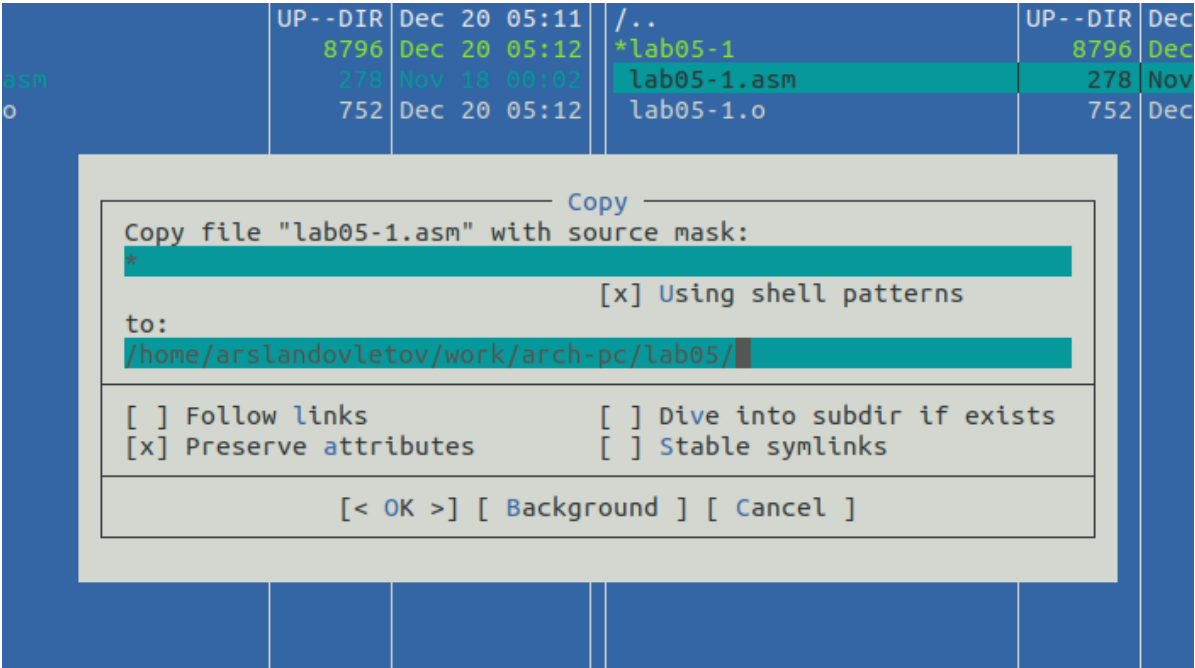 UP--DIR Dec 20 05:11 /.. UP--DIR Dec
8796 Dec 20 05:12 *lab05-1 8796 Dec
asm 278 Nov 18 00:02 lab05-1.asm 278 Nov
o 752 Dec 20 05:12 lab05-1.o 752 Dec
Copy
Copy file "lab05-1.asm" with source mask:
*
[x] Using shell patterns
to:
/home/arslandovletov/work/arch-pc/lab05/
[ ] Follow links [ ] Dive into subdir if exists
[x] Preserve attributes [ ] Stable symlinks
[< OK >] [ Background ] [ Cancel ]